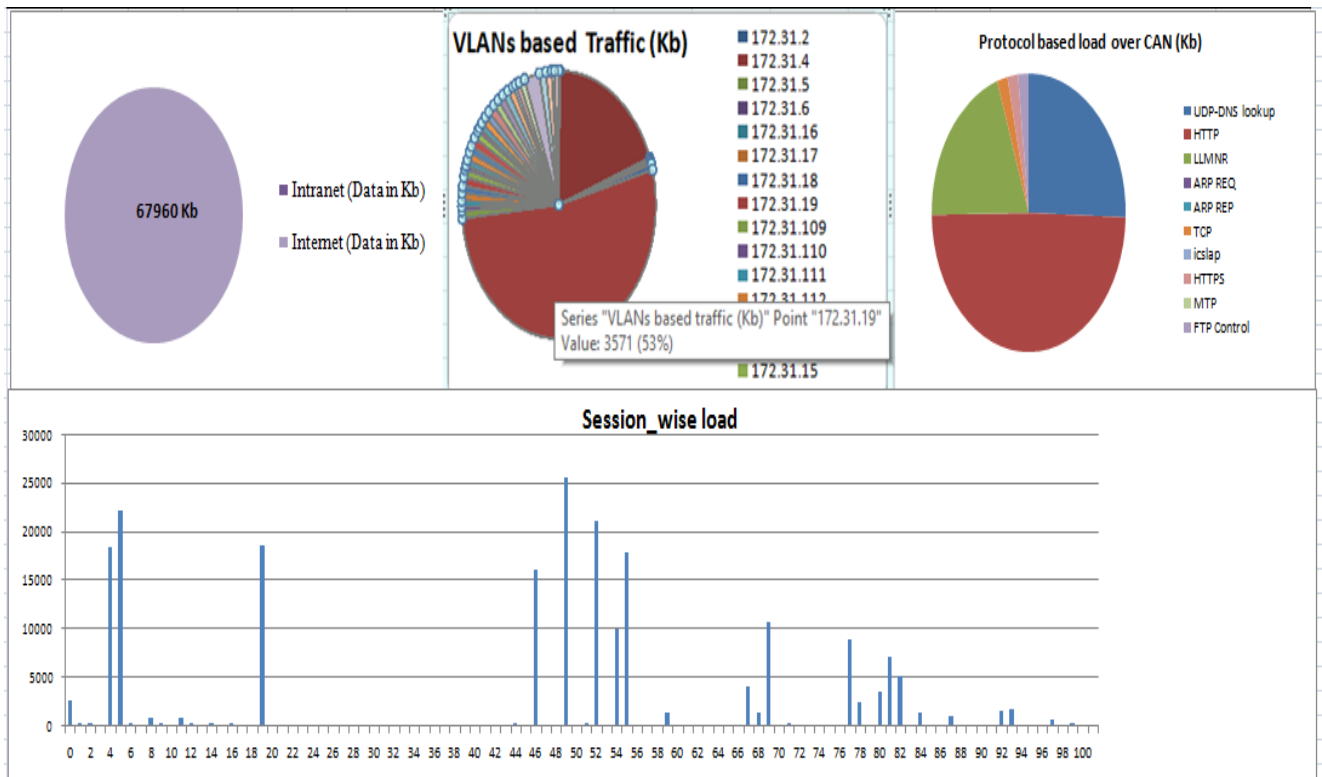 67960 Kb
Intranet (Data in Kb)
Internet (Data in Kb)
VLANs based Traffic (Kb)
172.31.2
172.31.4
172.31.5
172.31.6
172.31.16
172.31.17
172.31.18
172.31.19
172.31.109
172.31.110
172.31.111
172.31.112
Series "VLANs based traffic (Kb)" Point "172.31.19"
Value: 3571 (53%)
172.31.15
Protocol based load over CAN (Kb)
UDP-DNS lookup
HTTP
LLMNR
ARP REQ
ARP REP
TCP
icslap
HTTPS
MTP
FTP Control
Session_wise load
30000
25000
20000
15000
10000
5000
0
0 2 4 6 8 10 12 14 16 18 20 22 24 26 28 30 32 34 36 38 40 42 44 46 48 50 52 54 56 58 60 62 64 66 68 70 72 74 76 78 80 82 84 86 88 90 92 94 96 98 100